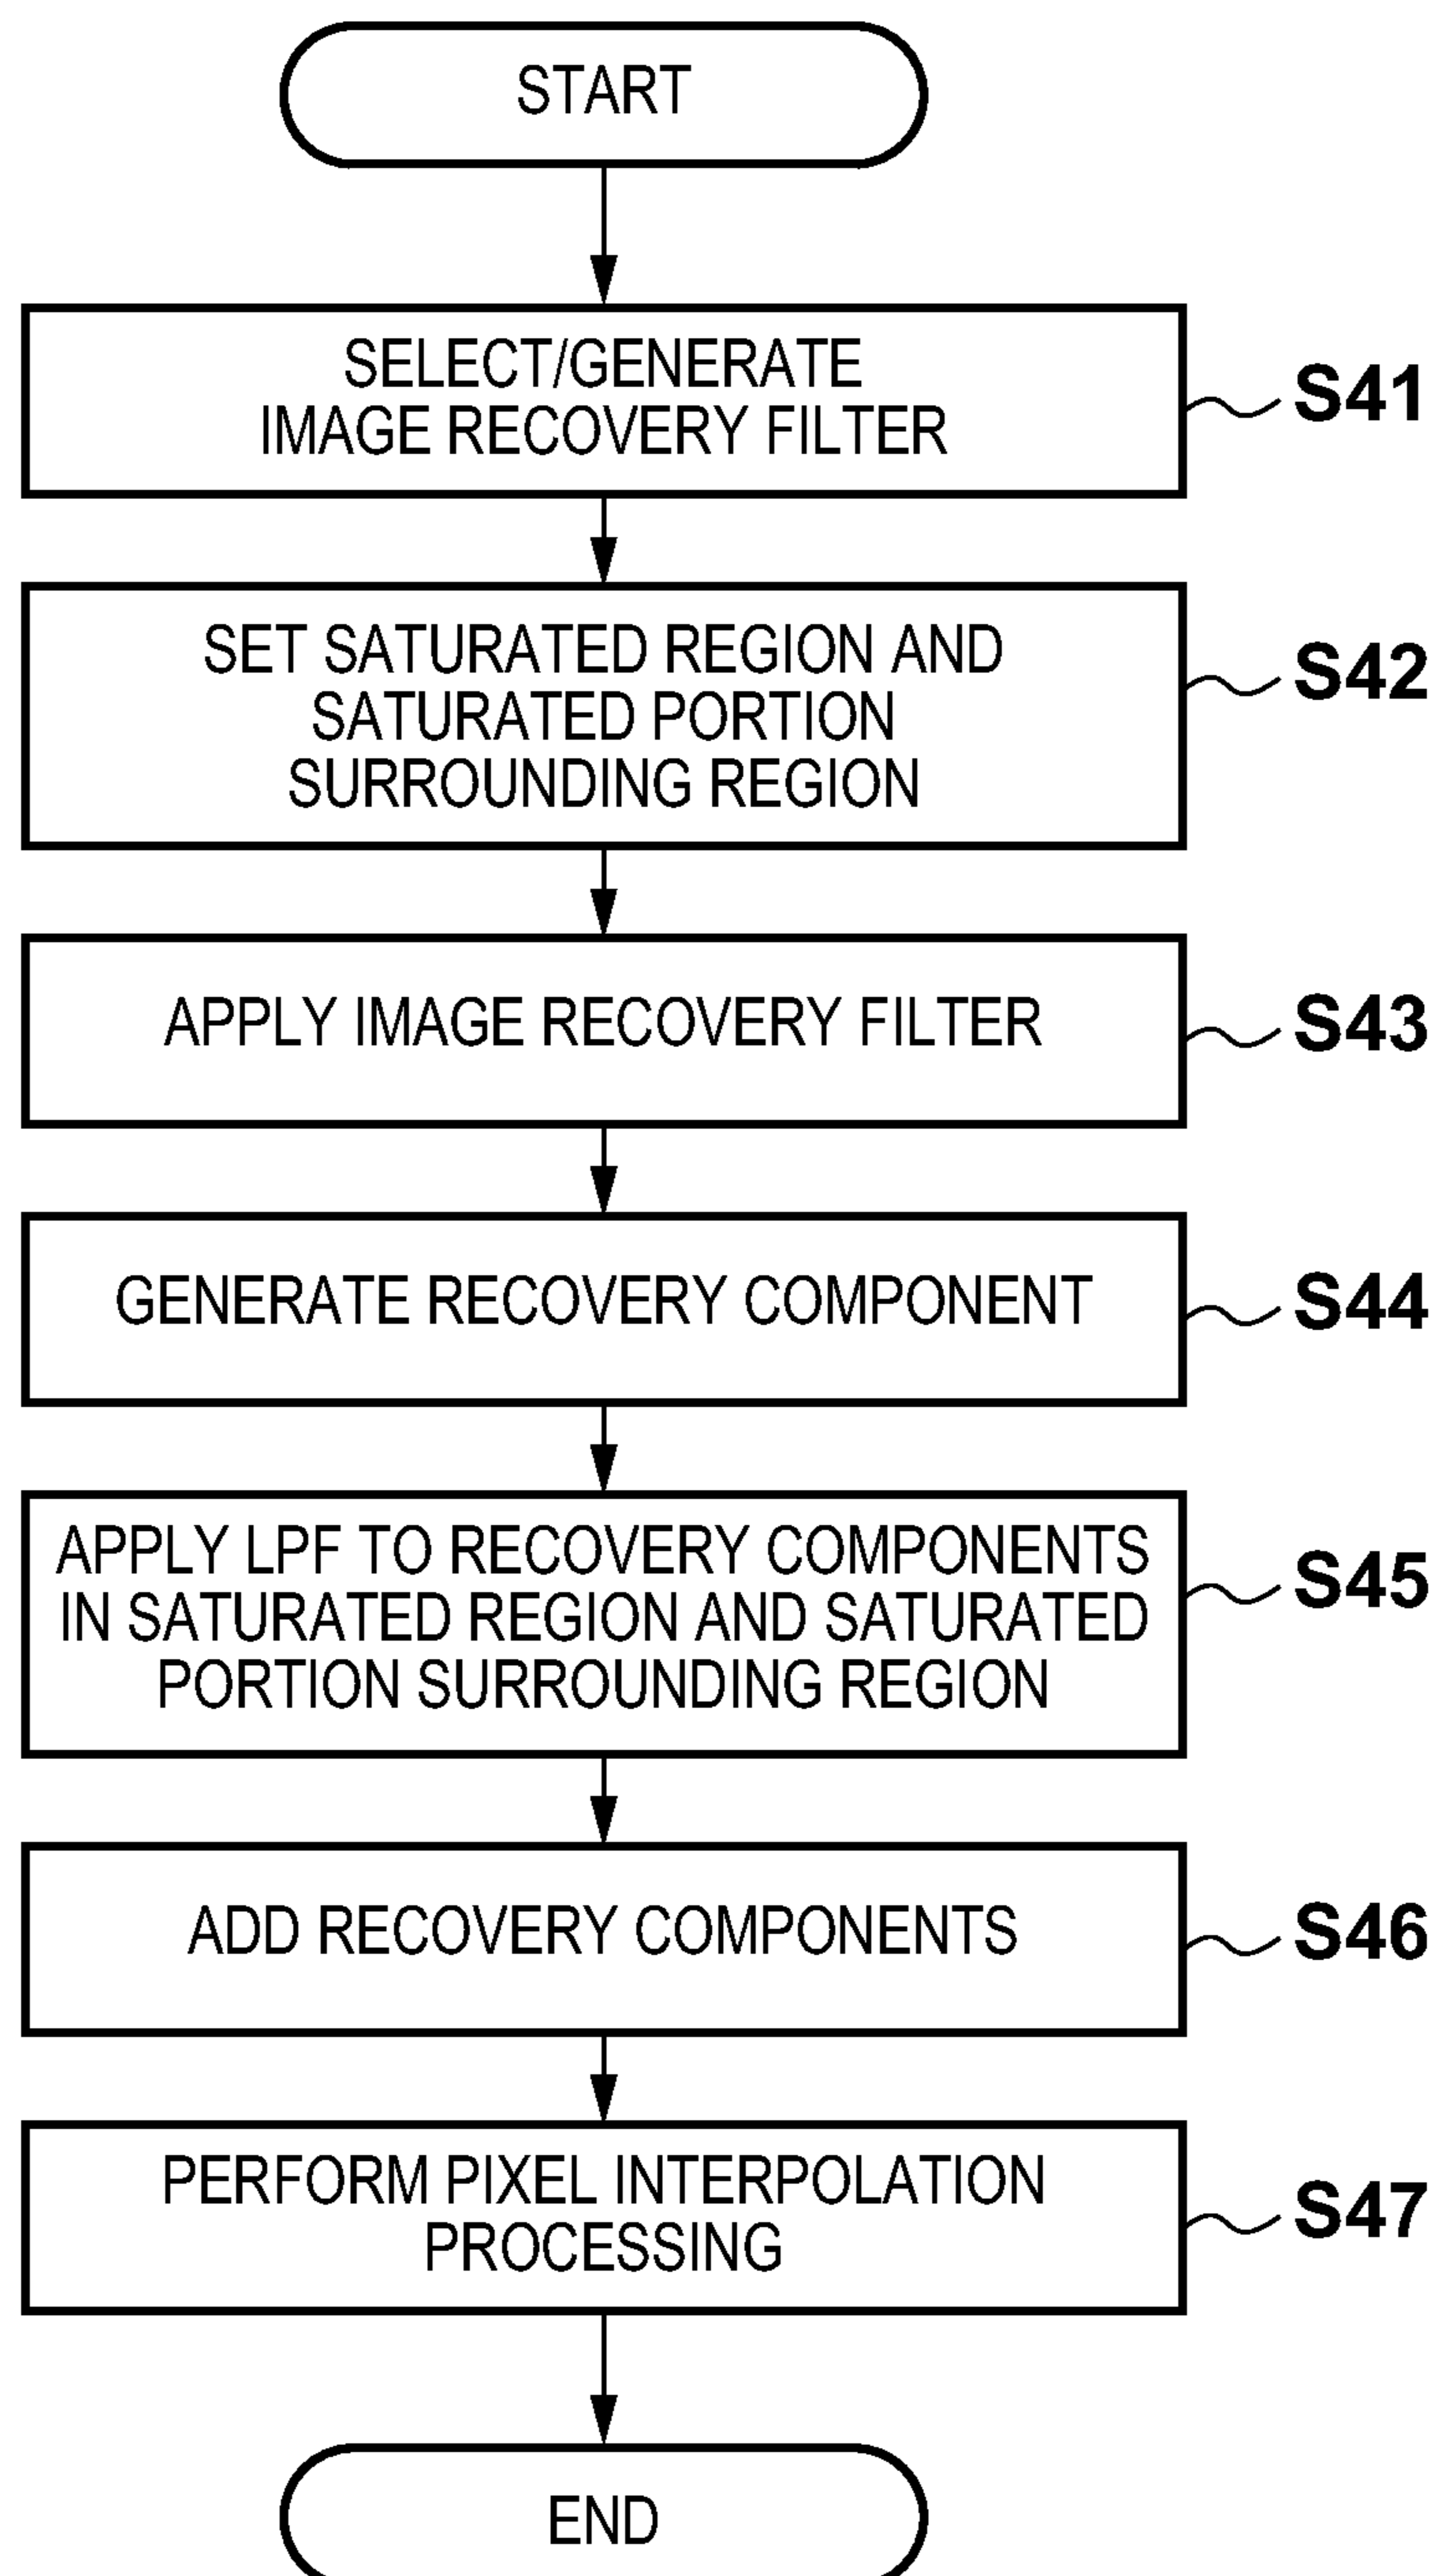 START
SELECT/GENERATE
IMAGE RECOVERY FILTER
S41
SET SATURATED REGION AND
SATURATED PORTION
SURROUNDING REGION
S42
APPLY IMAGE RECOVERY FILTER
S43
GENERATE RECOVERY COMPONENT
S44
APPLY LPF TO RECOVERY COMPONENTS
IN SATURATED REGION AND SATURATED
PORTION SURROUNDING REGION
S45
ADD RECOVERY COMPONENTS
S46
PERFORM PIXEL INTERPOLATION
PROCESSING
S47
END